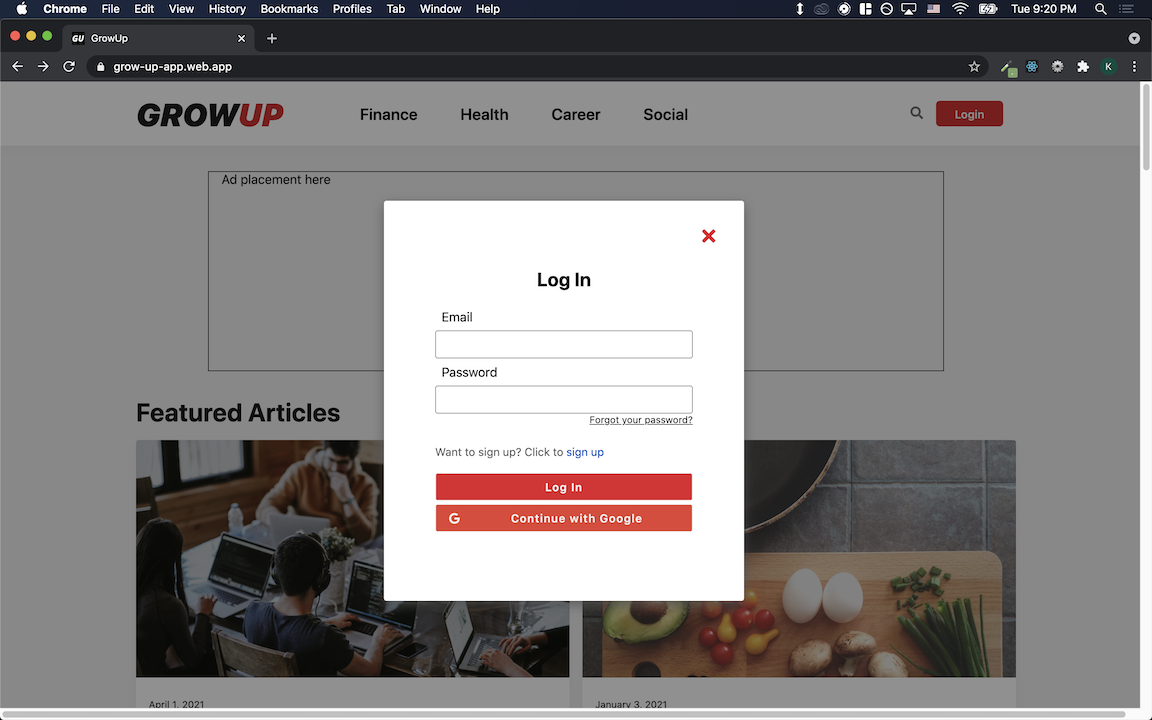 Chrome File Edit View History Bookmarks Profiles Tab Window Help Tue 9:20 PM
GU GrowUp
grow-up-app.web.app K
GROWUP Finance Health Career Social Login
Ad placement here
Log In
Email
Password
Forgot your password?
Want to sign up? Click to sign up
Log In
G Continue with Google
Featured Articles
April 1, 2021 January 3, 2021